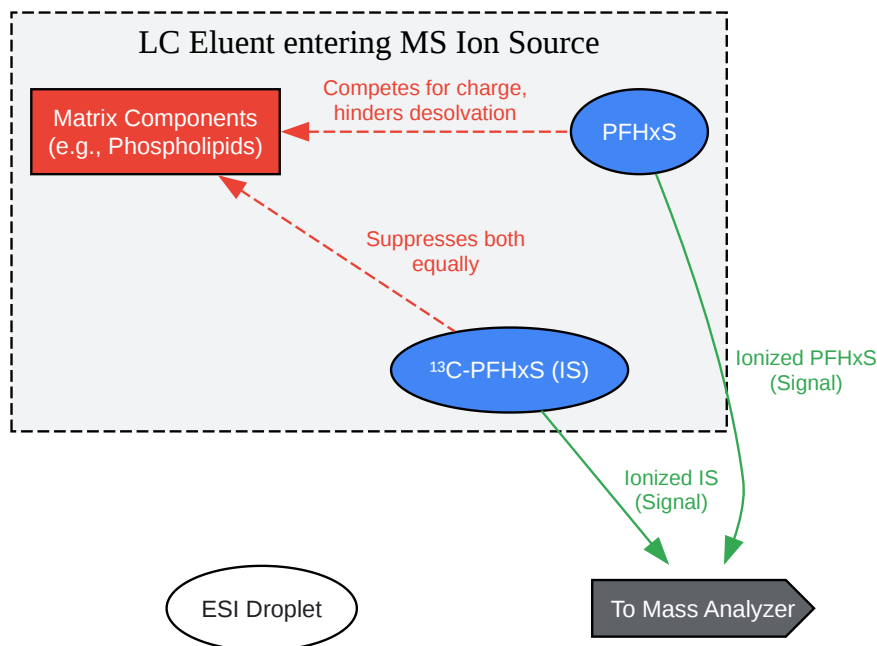 LC Eluent entering MS Ion Source
Competes for charge,
hinders desolvation
Matrix Components
(e.g., Phospholipids)
PFHxS
Suppresses both
equally
¹³C-PFHxS (IS)
Ionized PFHxS
(Signal)
Ionized IS
(Signal)
ESI Droplet
To Mass Analyzer